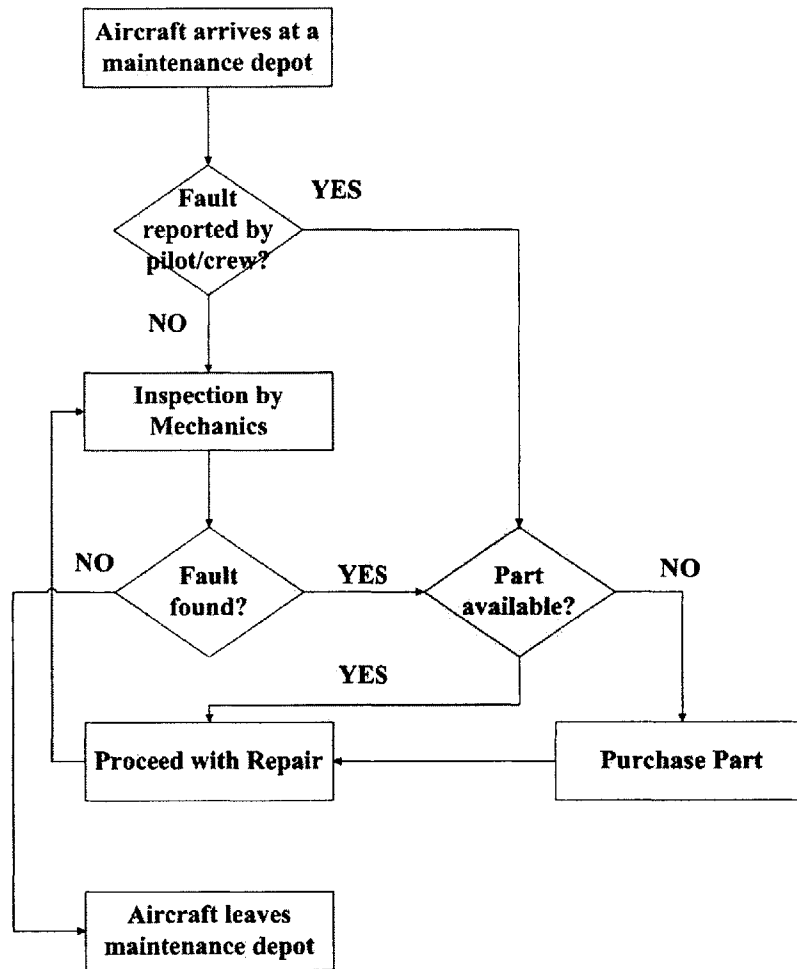 Aircraft arrives at a
maintenance depot
YES
Fault
reported by
pilot/crew?
NO
Inspection by
Mechanics
NO
Fault
found?
YES
Part
available?
NO
YES
Proceed with Repair
Purchase Part
Aircraft leaves
maintenance depot